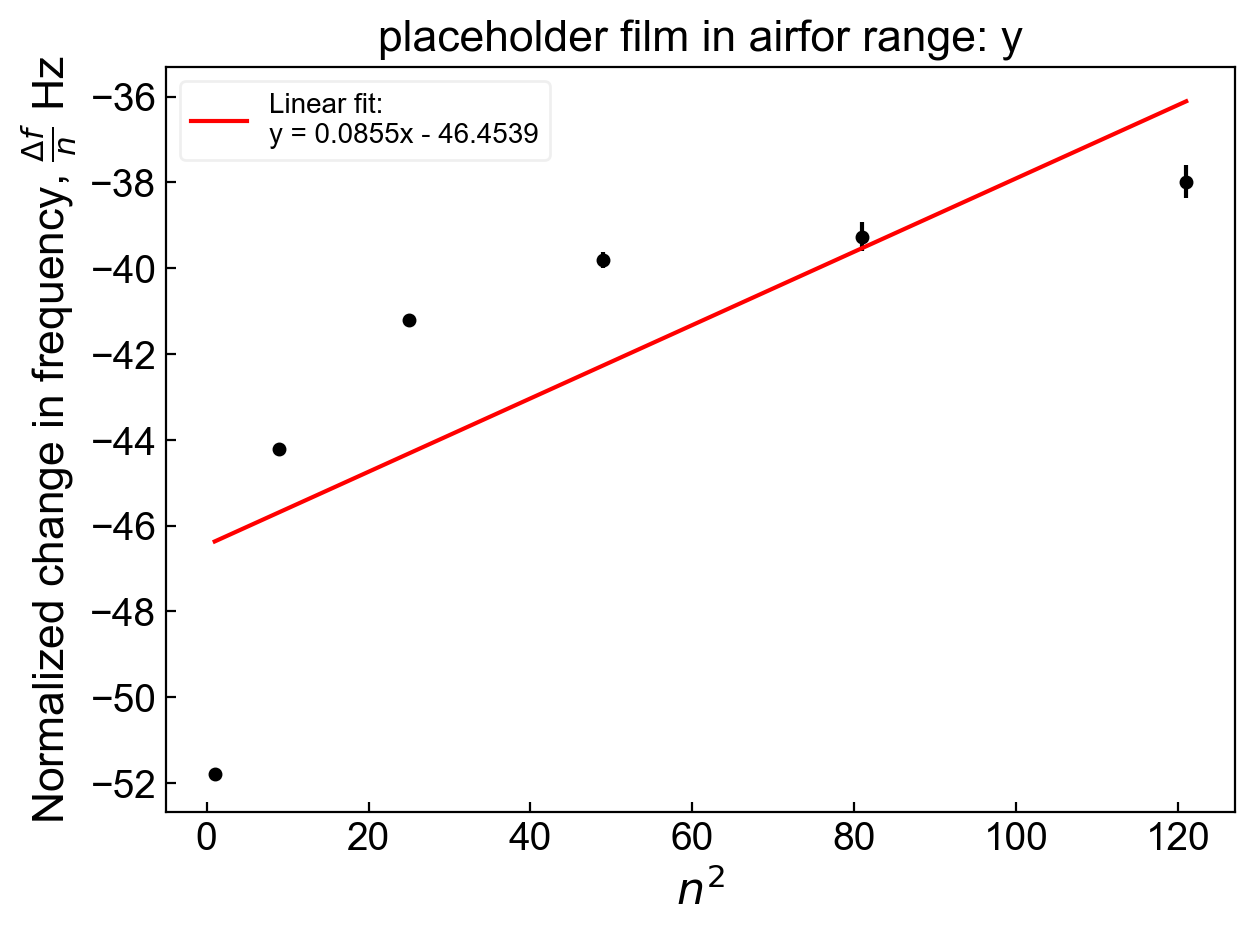 placeholder film in airfor range: y
Linear fit:
y = 0.0855x - 46.4539
Normalized change in frequency, Δf/n Hz
−36
−38
−40
−42
−44
−46
−48
−50
−52
0 20 40 60 80 100 120
n²